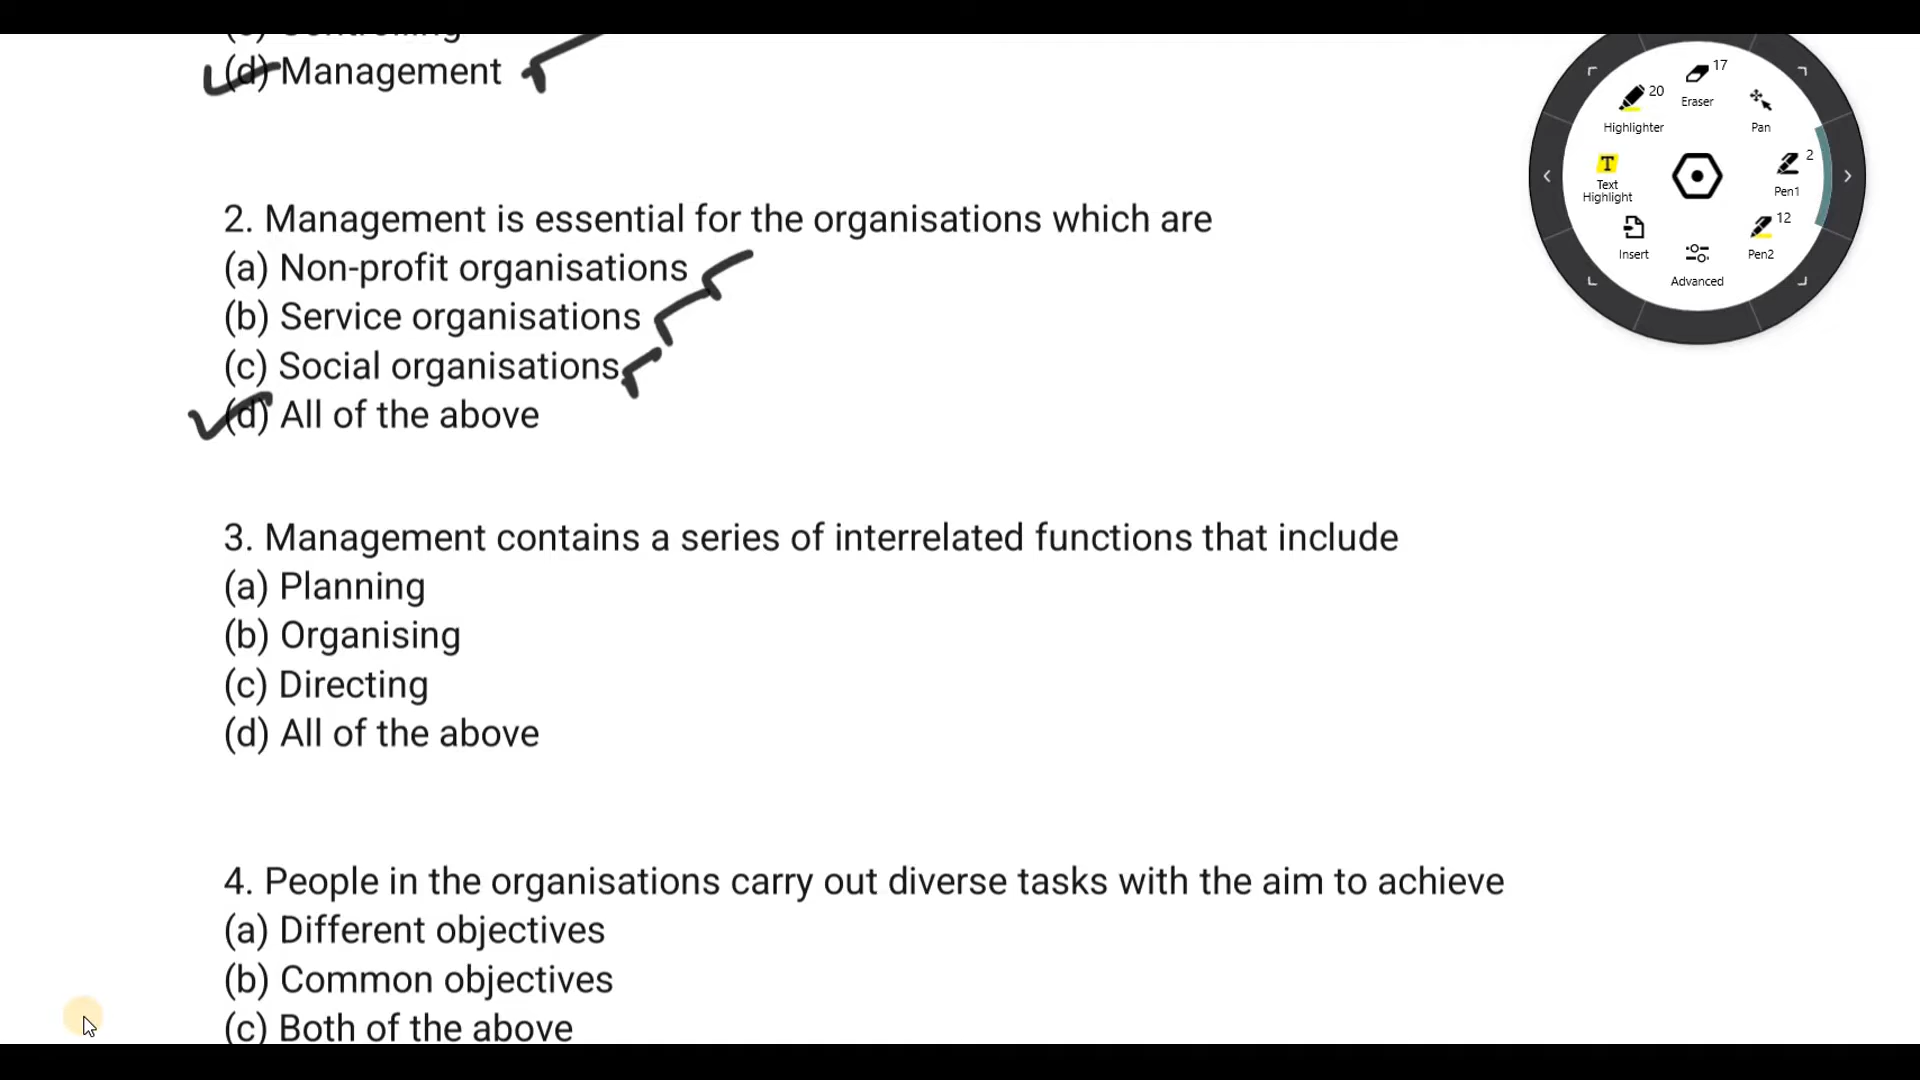 (d) Management
2. Management is essential for the organisations which are
(a) Non-profit organisations
(b) Service organisations
(c) Social organisations
(d) All of the above
3. Management contains a series of interrelated functions that include
(a) Planning
(b) Organising
(c) Directing
(d) All of the above
4. People in the organisations carry out diverse tasks with the aim to achieve
(a) Different objectives
(b) Common objectives
(c) Both of the above
17
Eraser
20
Highlighter
Pan
T
Text
Highlight
2
Pen1
Insert
12
Pen2
Advanced